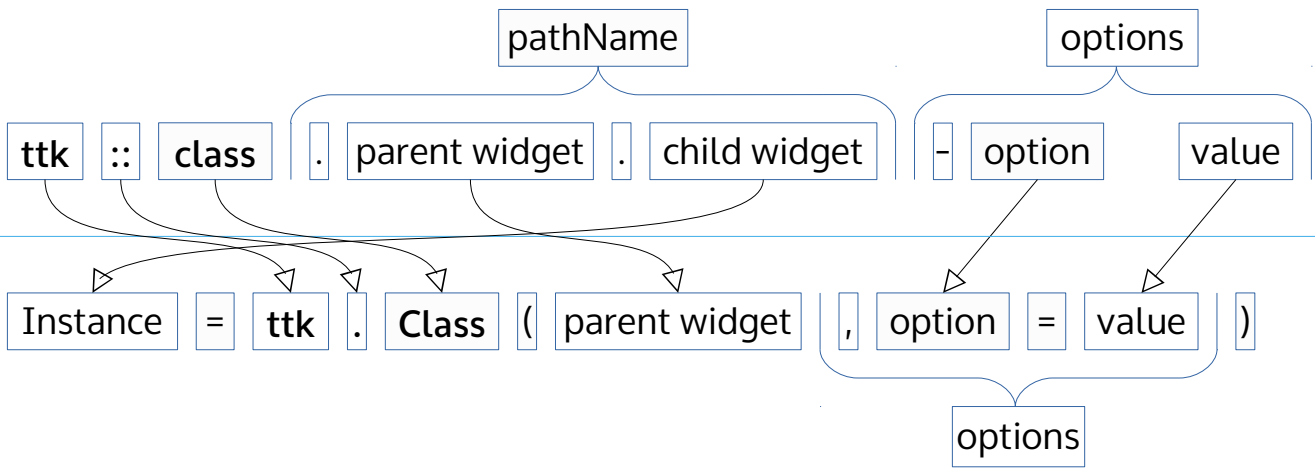 pathName options
ttk :: class . parent widget . child widget - option value
Instance = ttk . Class ( parent widget , option = value )
options